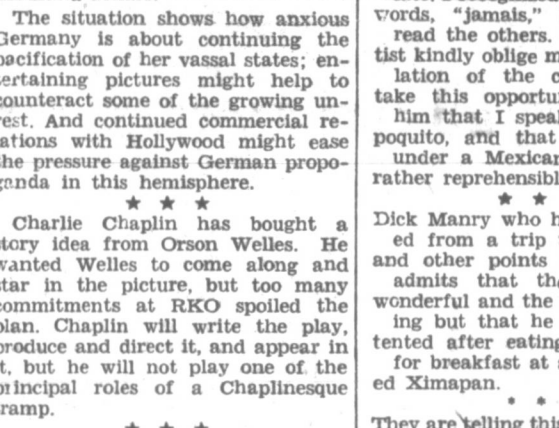 The situation shows how anxious
Germany is about continuing the
pacification of her vassal states; en-
tertaining pictures might help to
counteract some of the growing un-
rest. And continued commercial re-
lations with Hollywood might ease
the pressure against German propo-
ganda in this hemisphere.
★ ★ ★
Charlie Chaplin has bought a
story idea from Orson Welles. He
wanted Welles to come along and
star in the picture, but too many
commitments at RKO spoiled the
plan. Chaplin will write the play,
produce and direct it, and appear in
it, but he will not play one of the
principal roles of a Chaplinesque
tramp.
★ ★ ★
words, "jamais,"
read the others.
tist kindly oblige
lation of the
take this
him that I
poquito, and that
under a Mexican
rather
★ ★
Dick Manry who
ed from a trip
and other points
admits that
wonderful and the
ing but that he
tented after eating
for breakfast at
ed Ximapan.
* *
They are telling